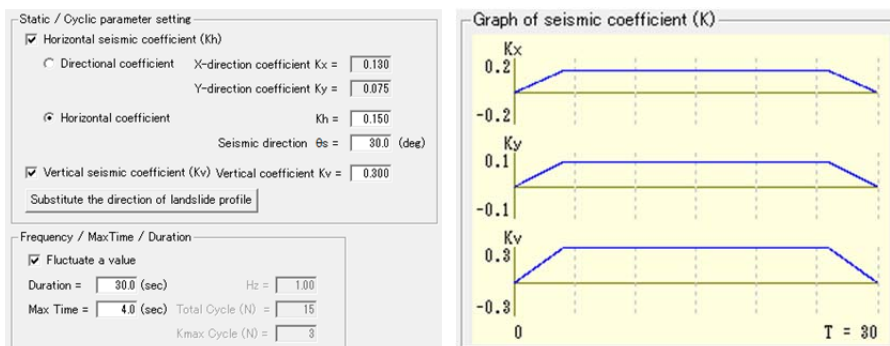 Static / Cyclic parameter setting
Horizontal seismic coefficient (Kh)
Directional coefficient X-direction coefficient Kx = 0.130
Y-direction coefficient Ky = 0.075
Horizontal coefficient Kh = 0.150
Seismic direction θs = 30.0 (deg)
Vertical seismic coefficient (Kv) Vertical coefficient Kv = 0.300
Substitute the direction of landslide profile
Frequency / MaxTime / Duration
Fluctuate a value
Duration = 30.0 (sec) Hz = 1.00
Max Time = 4.0 (sec) Total Cycle (N) = 15
Kmax Cycle (N) = 3
Graph of seismic coefficient (K)
Kx
0.2
-0.2
Ky
0.1
-0.1
Kv
0.3
-0.3
0 T = 30